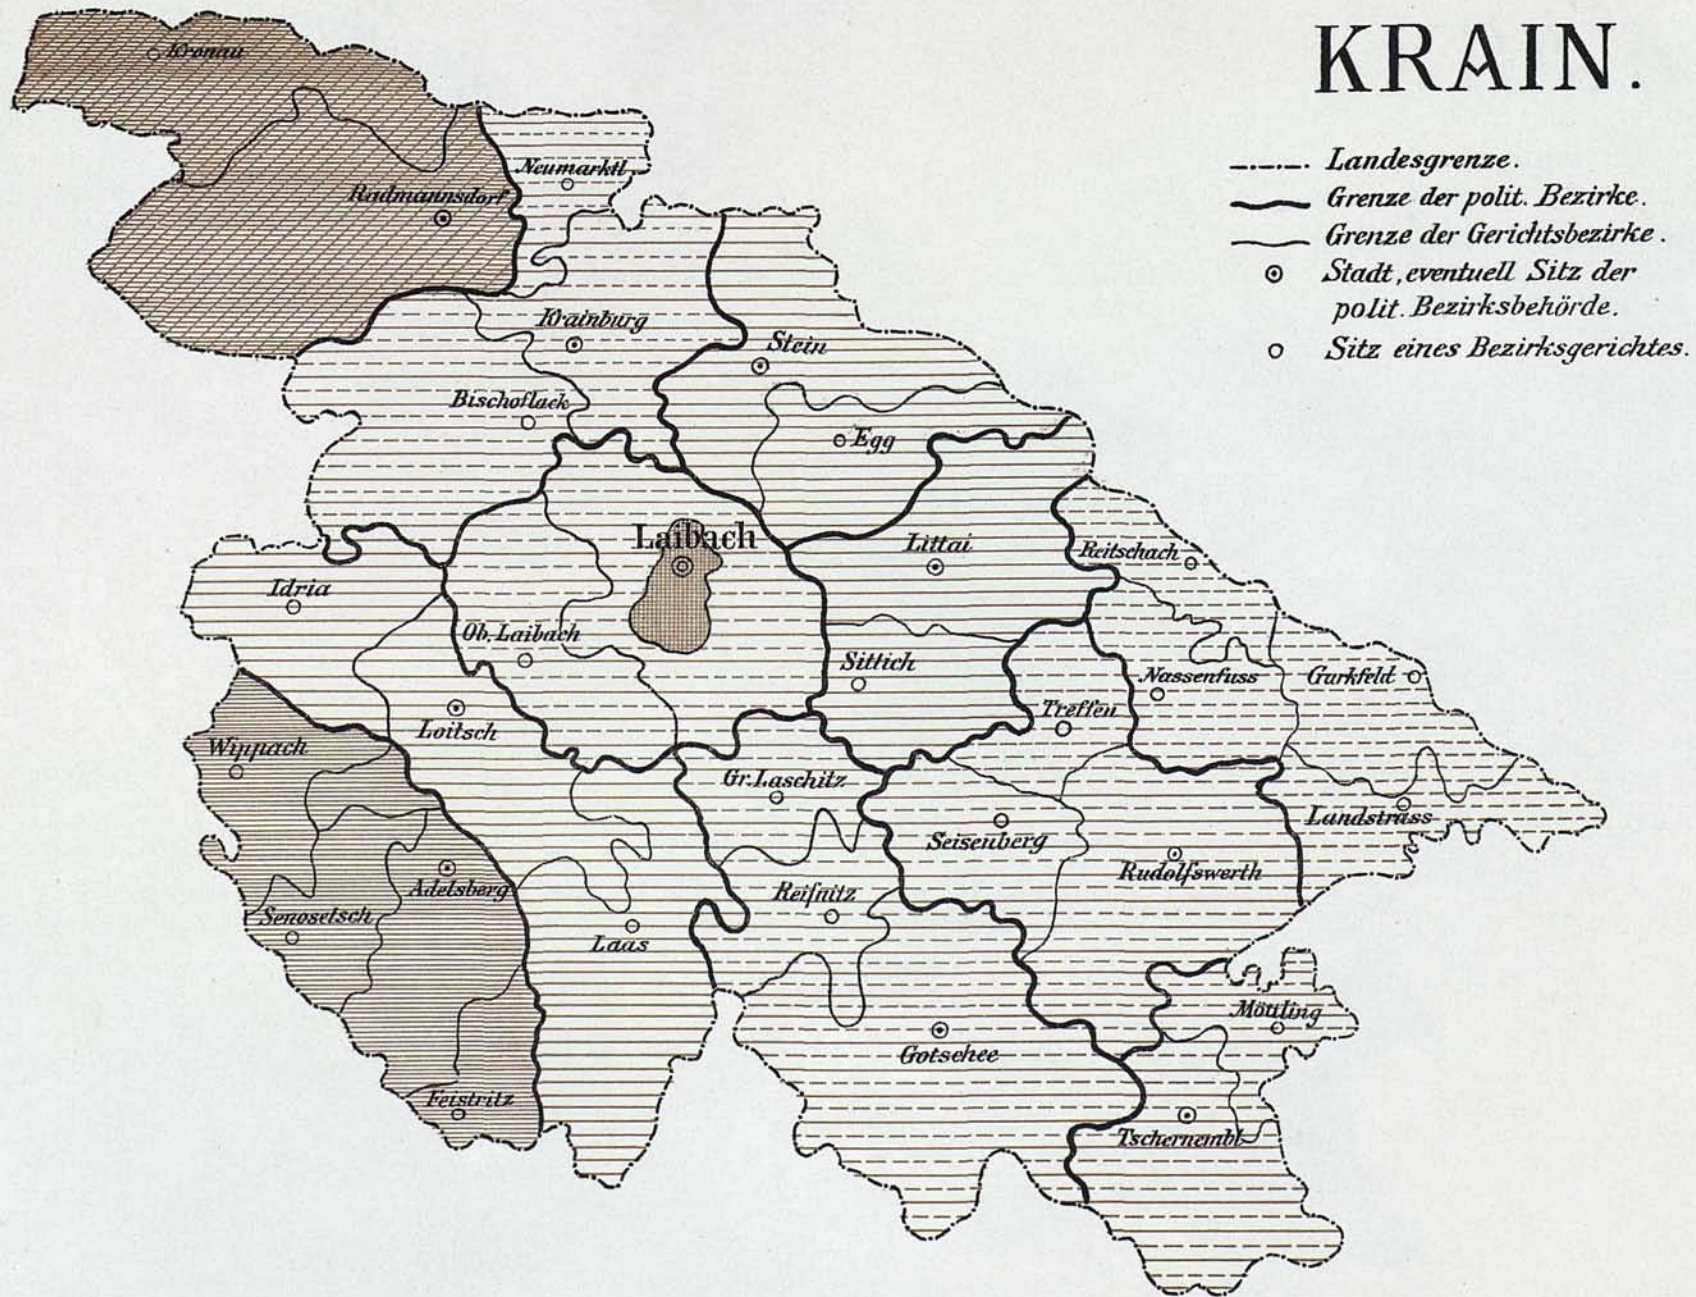 KRAIN.
Landesgrenze.
Grenze der polit. Bezirke.
Grenze der Gerichtsbezirke.
Stadt, eventuell Sitz der
polit. Bezirksbehörde.
Sitz eines Bezirksgerichtes.
Kronau
Neumarktl
Radmannsdorf
Krainburg
Stein
Bischoflack
Egg
Laibach
Littai
Reitschach
Idria
Ob. Laibach
Sittich
Nassenfuss
Gurkfeld
Treffen
Loitsch
Wippach
Gr. Laschitz
Landstrass
Seisenberg
Rudolfswerth
Adelsberg
Reifnitz
Senosetsch
Laas
Möttling
Gotschee
Feistritz
Tschernembl